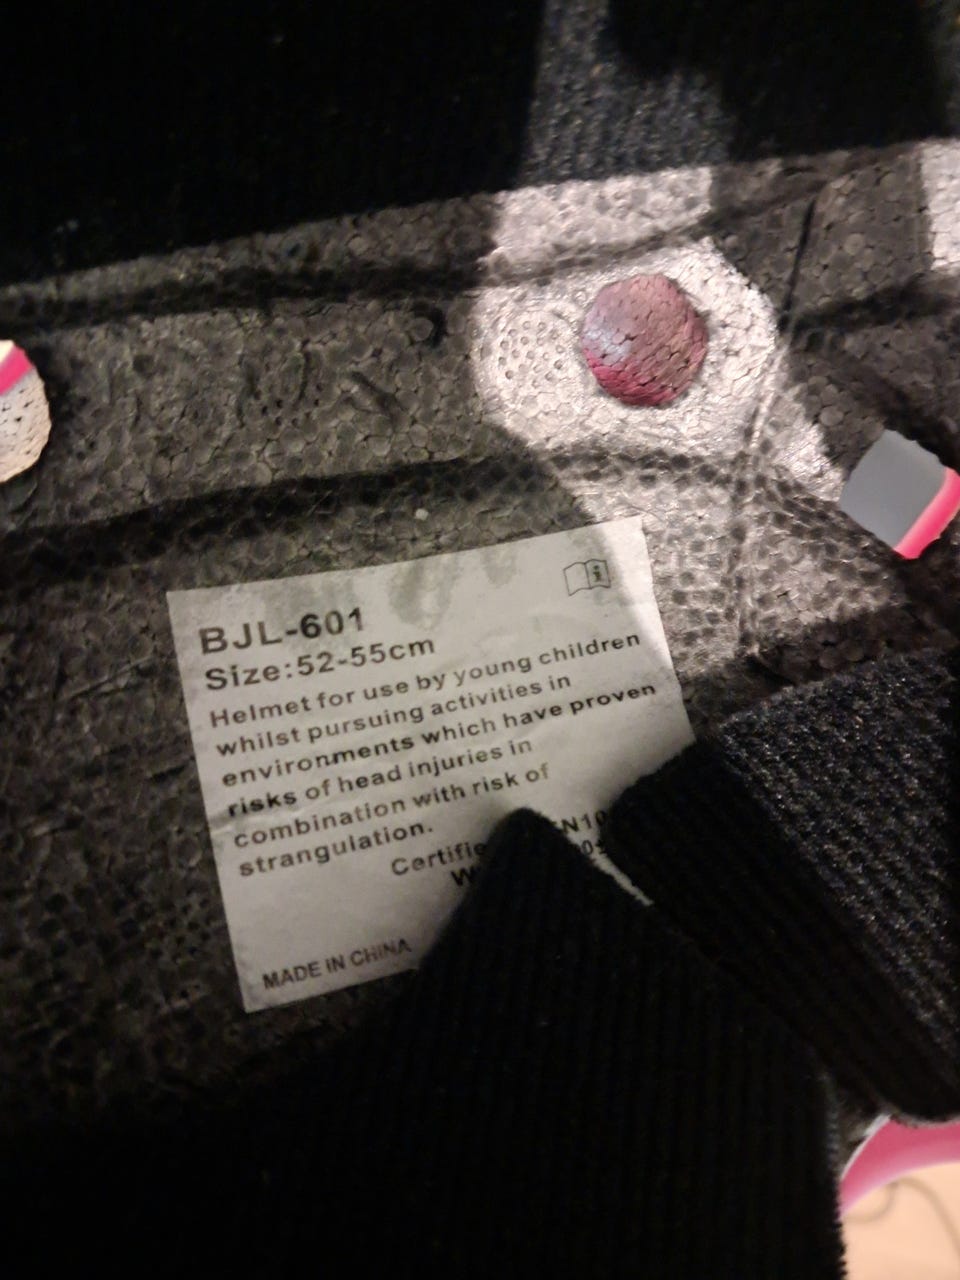 BJL-601
Size:52-55cm
Helmet for use by young children
whilst pursuing activities in
environments which have proven
risks of head injuries in
combination with risk of
strangulation.
MADE IN CHINA